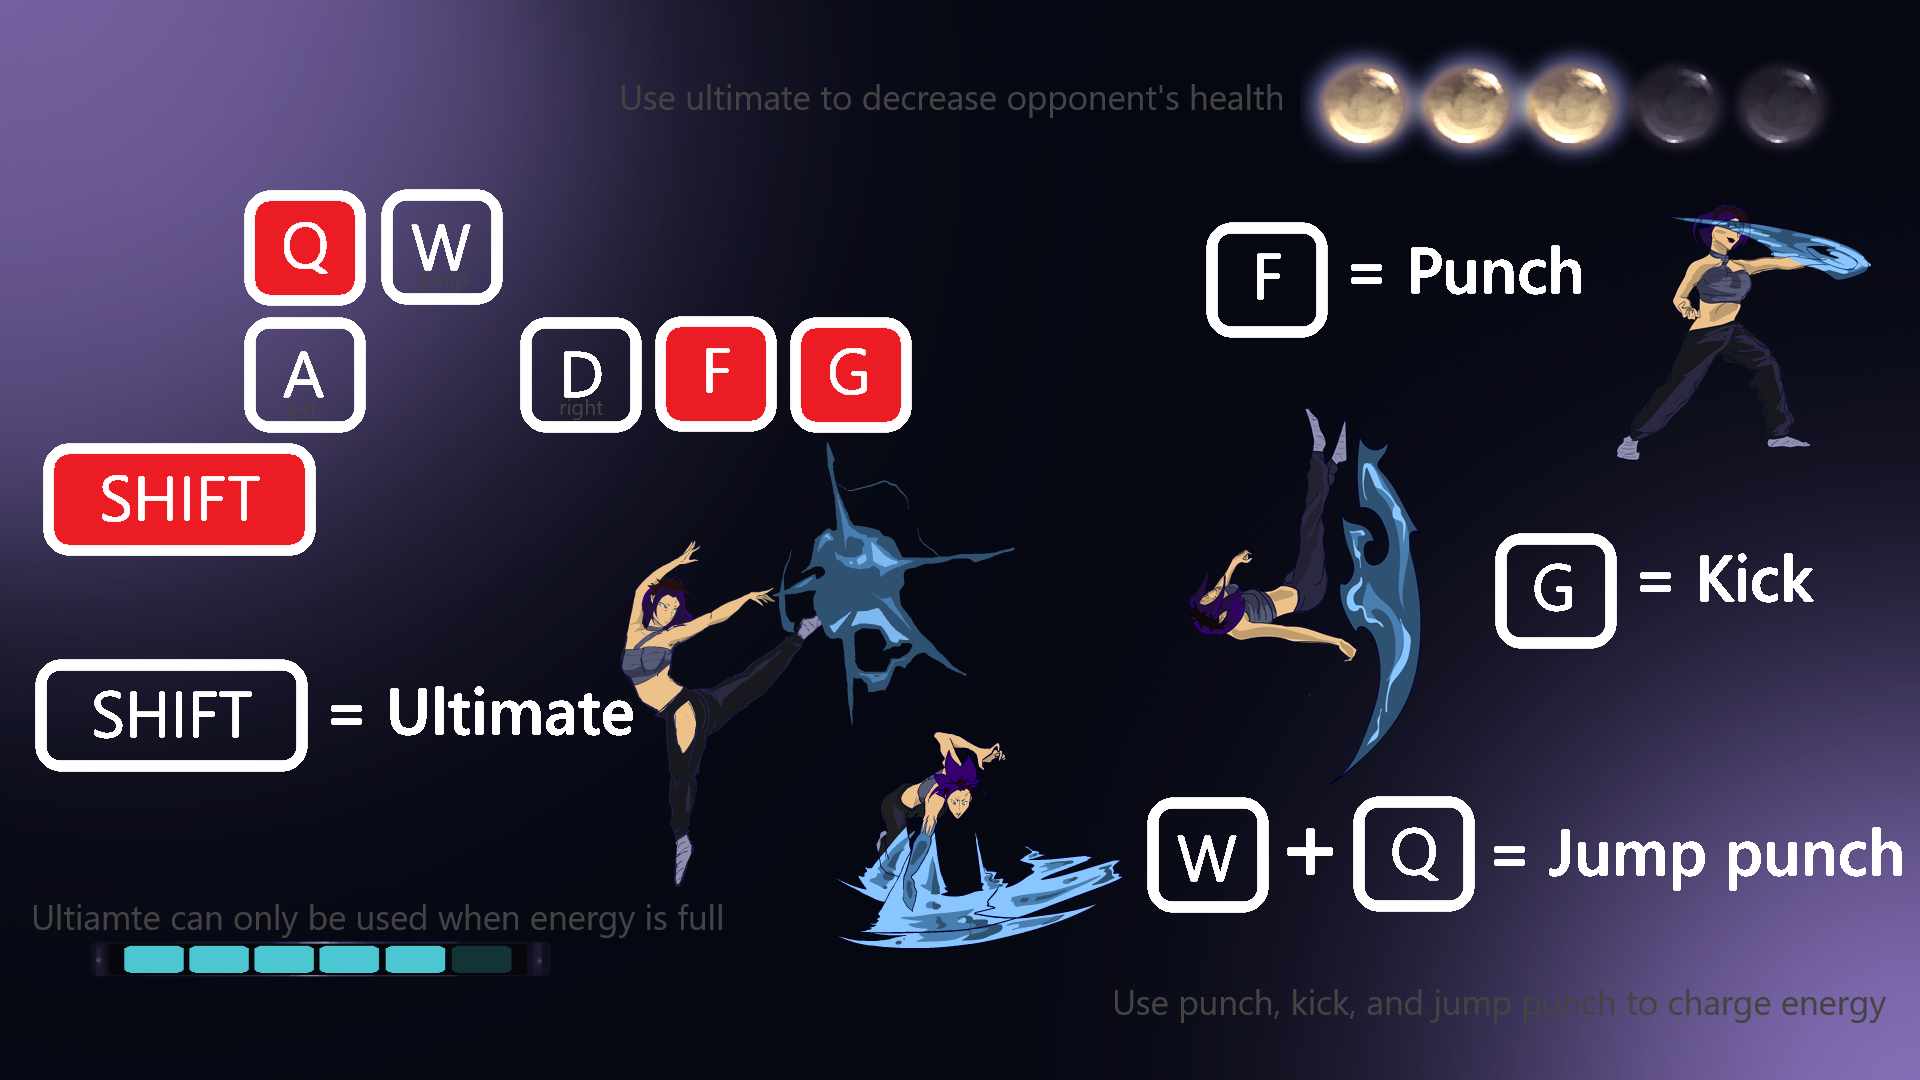 Use ultimate to decrease opponent's health
Q W
jump
F = Punch
A D F G
left right
SHIFT
G = Kick
SHIFT = Ultimate
W + Q = Jump punch
Ultiamte can only be used when energy is full
Use punch, kick, and jump punch to charge energy